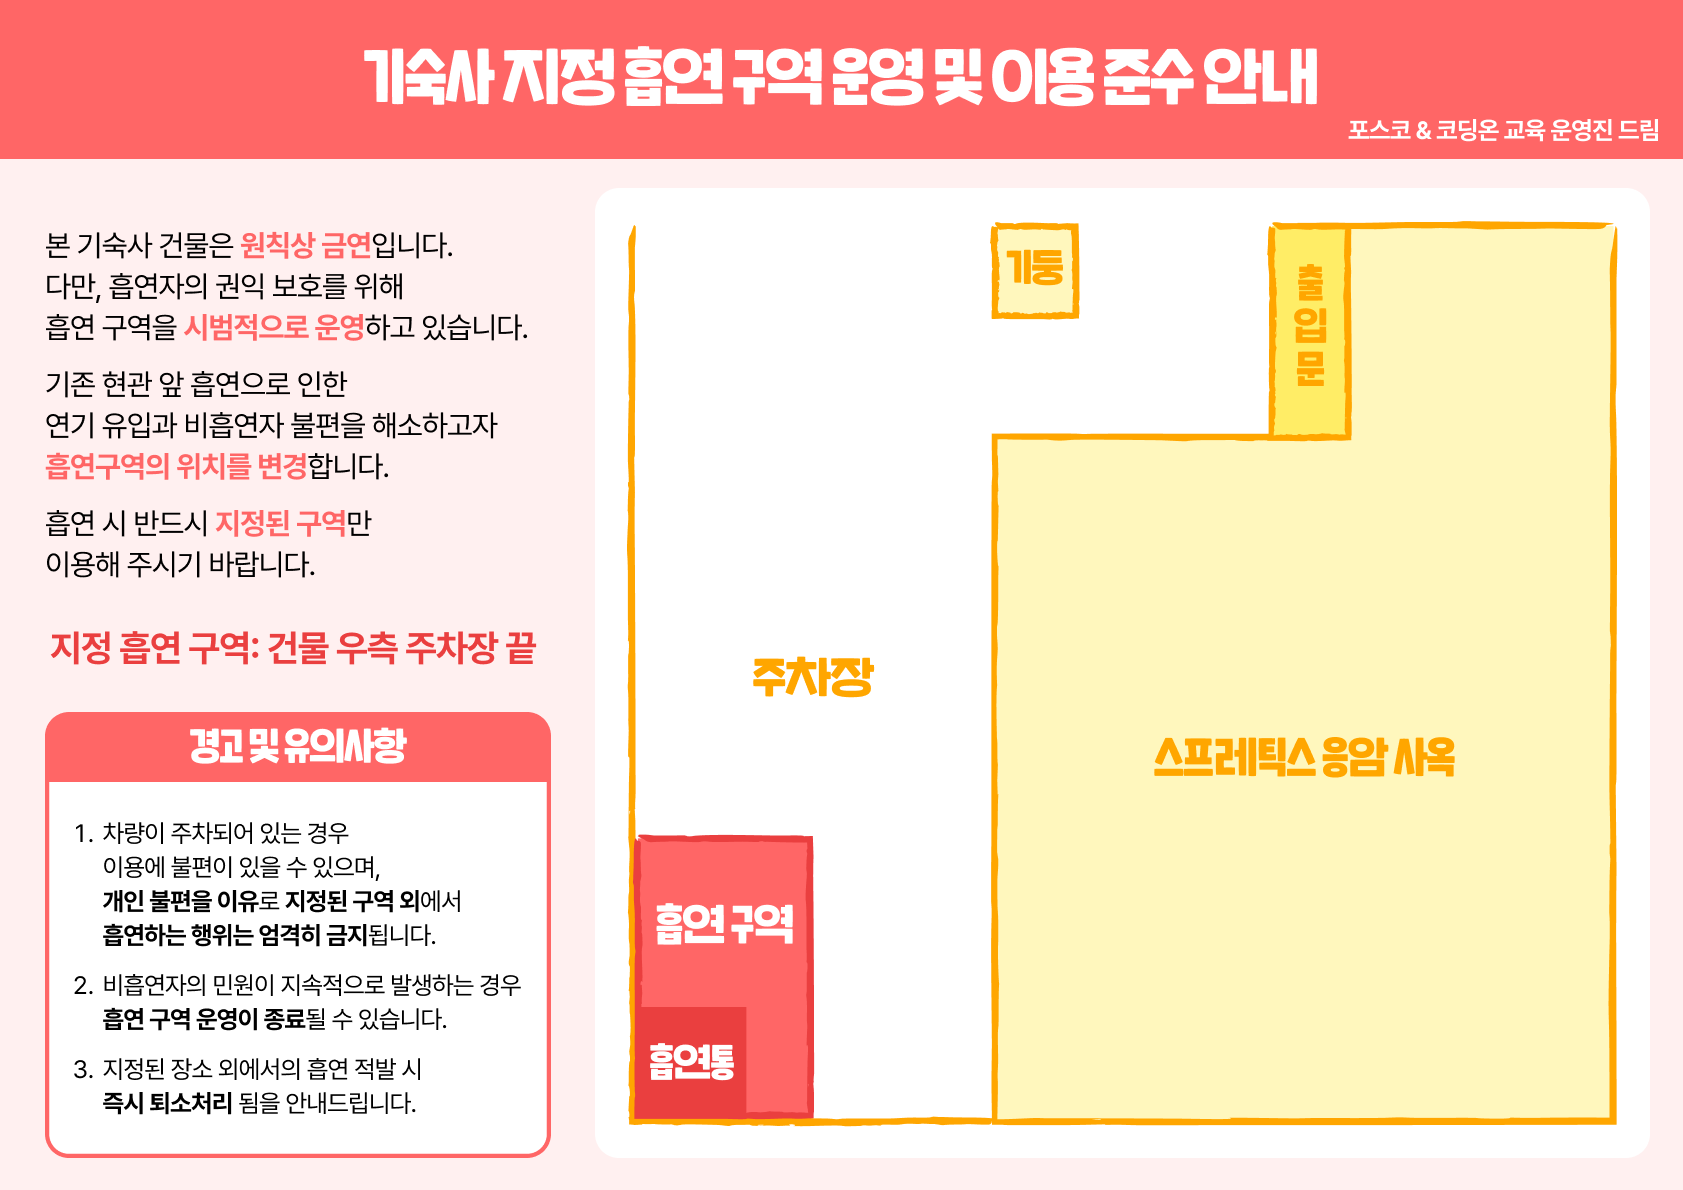 기숙사 지정 흡연 구역 운영 및 이용 준수 안내
포스코 & 코딩온 교육 운영진 드림
본 기숙사 건물은 원칙상 금연입니다.
다만, 흡연자의 권익 보호를 위해
흡연 구역을 시범적으로 운영하고 있습니다.
기존 현관 앞 흡연으로 인한
연기 유입과 비흡연자 불편을 해소하고자
흡연구역의 위치를 변경합니다.
흡연 시 반드시 지정된 구역만
이용해 주시기 바랍니다.
지정 흡연 구역: 건물 우측 주차장 끝
경고 및 유의사항
1. 차량이 주차되어 있는 경우
이용에 불편이 있을 수 있으며,
개인 불편을 이유로 지정된 구역 외에서
흡연하는 행위는 엄격히 금지됩니다.
2. 비흡연자의 민원이 지속적으로 발생하는 경우
흡연 구역 운영이 종료될 수 있습니다.
3. 지정된 장소 외에서의 흡연 적발 시
즉시 퇴소처리 됨을 안내드립니다.
기둥
출입문
주차장
스프레틱스 응암 사옥
흡연 구역
흡연통